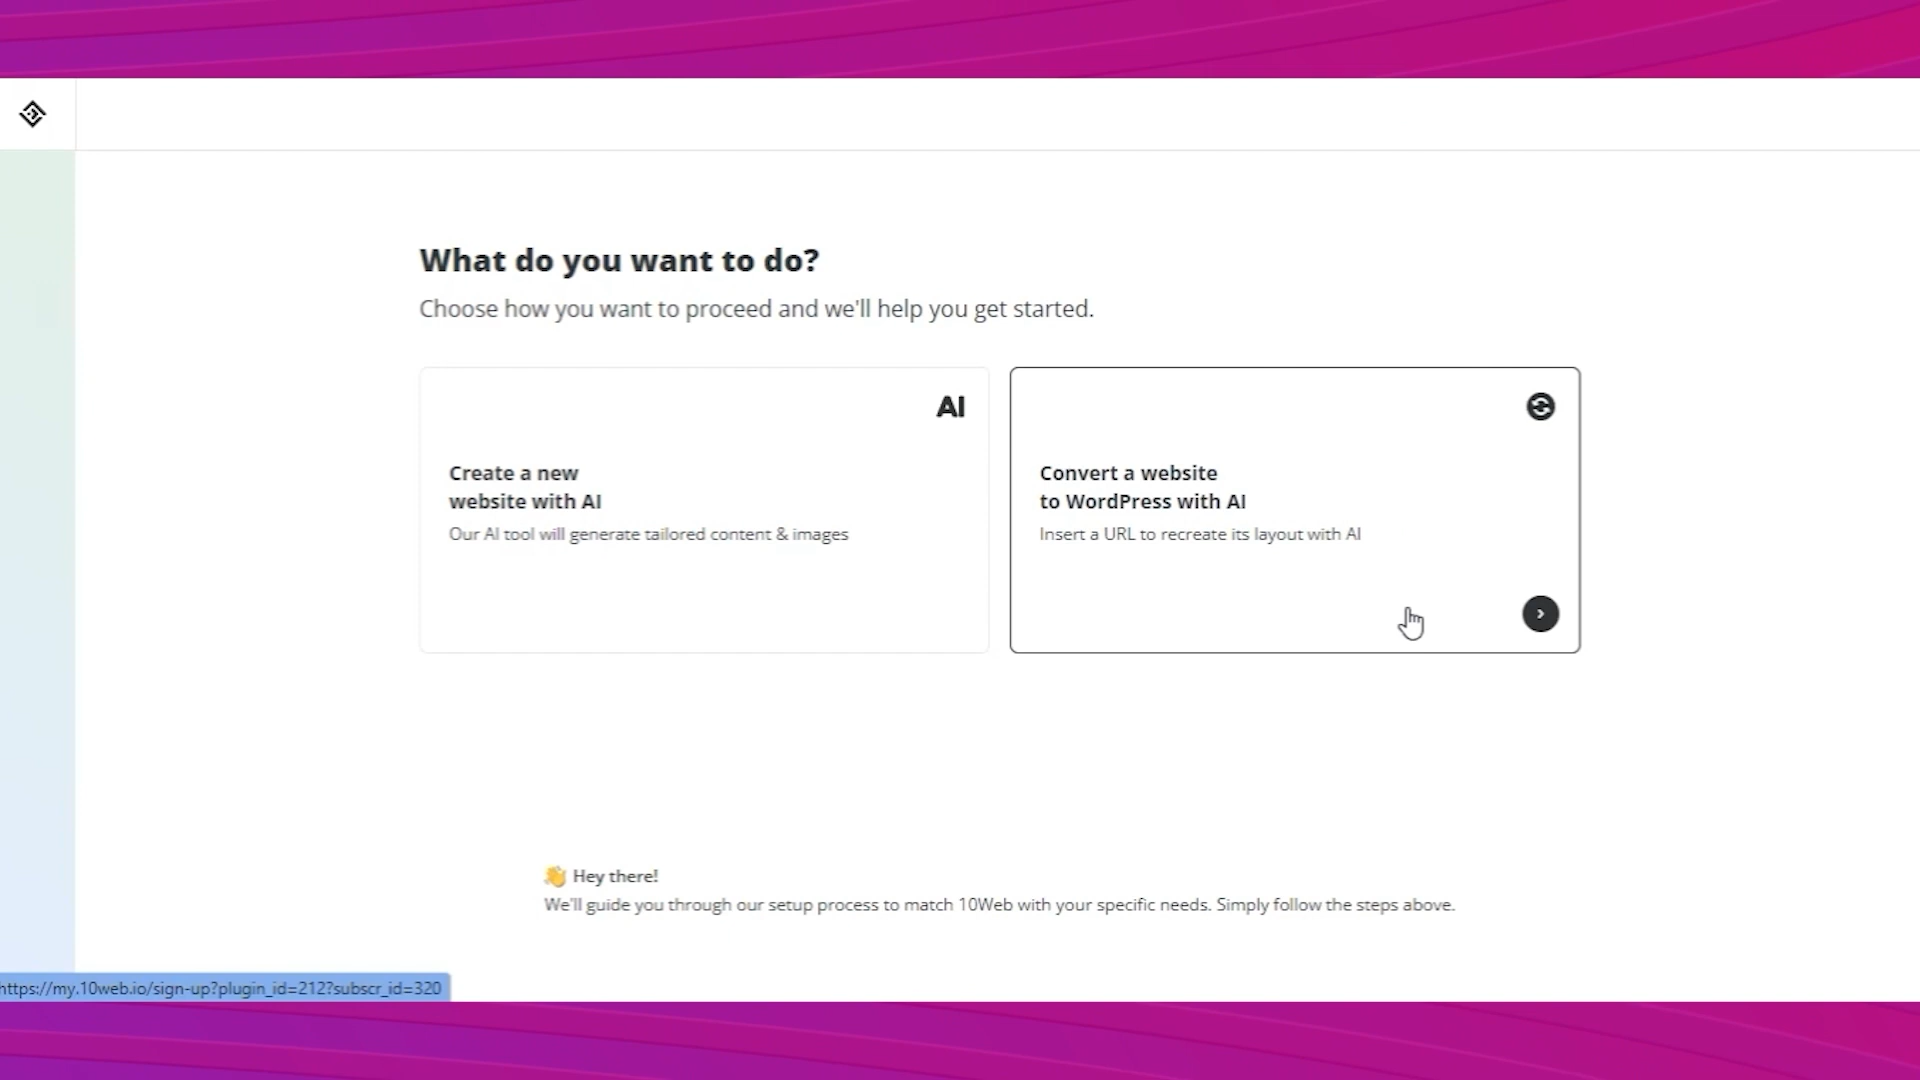 What do you want to do?
Choose how you want to proceed and we'll help you get started.
AI
Create a new
website with AI
Our AI tool will generate tailored content & images
Convert a website
to WordPress with AI
Insert a URL to recreate its layout with AI
👋 Hey there!
We'll guide you through our setup process to match 10Web with your specific needs. Simply follow the steps above.
https://my.10web.io/sign-up?plugin_id=212?subscr_id=320